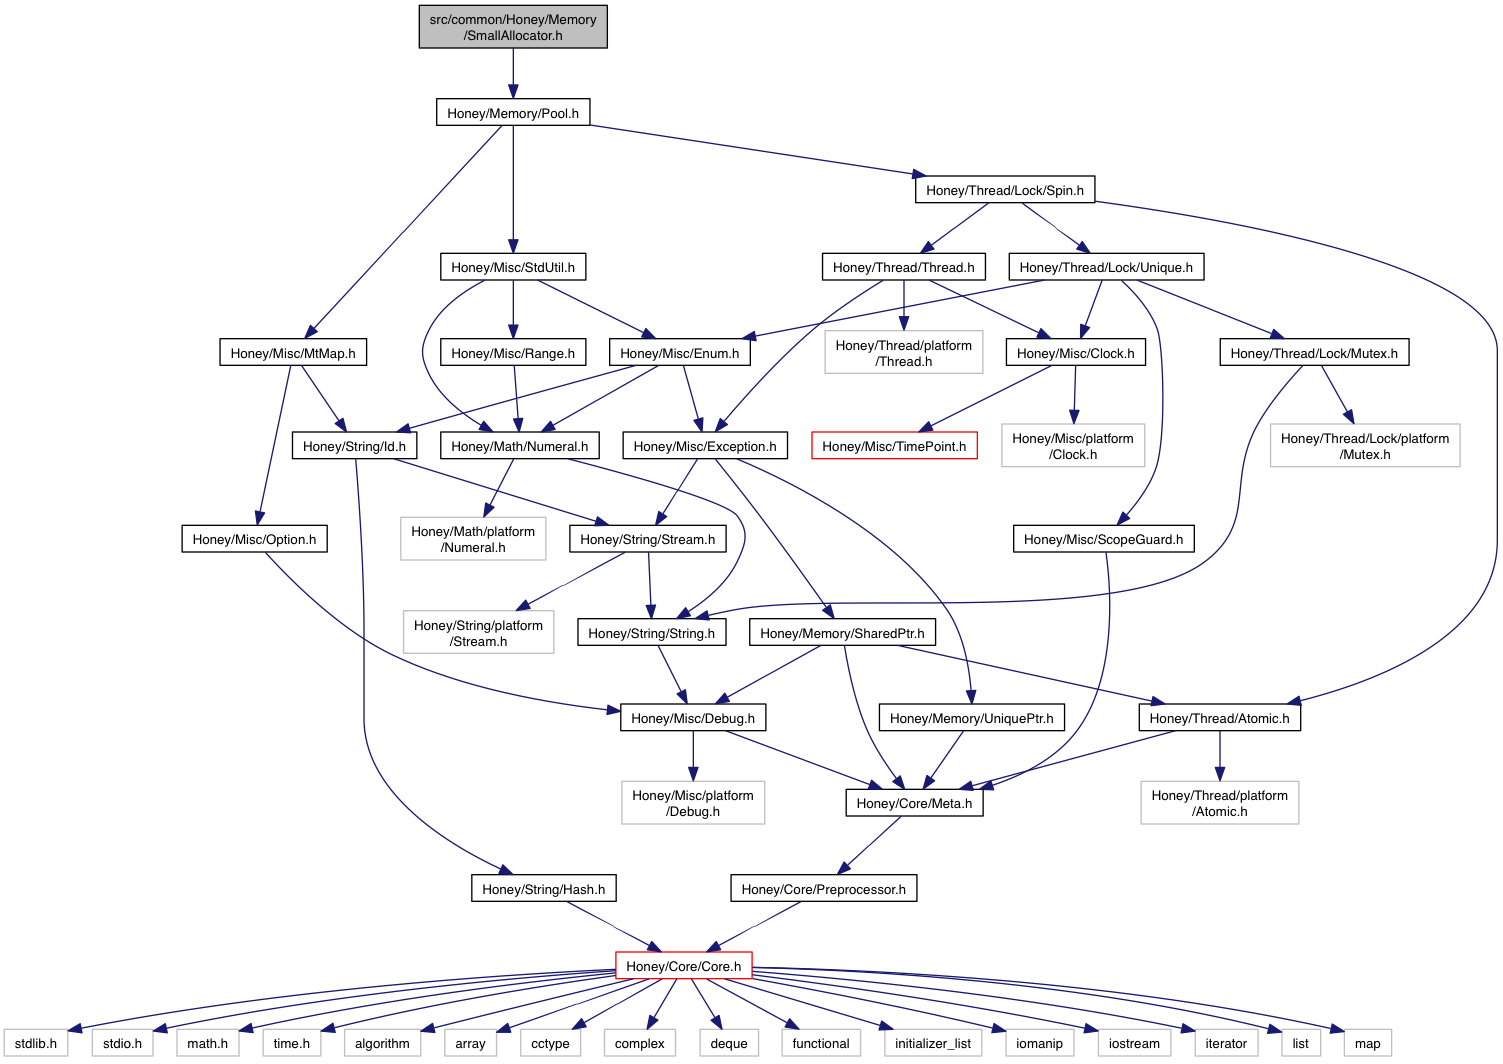 src/common/Honey/Memory
/SmallAllocator.h
Honey/Memory/Pool.h
Honey/Thread/Lock/Spin.h
Honey/Misc/StdUtil.h
Honey/Thread/Thread.h
Honey/Thread/Lock/Unique.h
Honey/Misc/MtMap.h
Honey/Misc/Range.h
Honey/Misc/Enum.h
Honey/Thread/platform
/Thread.h
Honey/Misc/Clock.h
Honey/Thread/Lock/Mutex.h
Honey/String/Id.h
Honey/Math/Numeral.h
Honey/Misc/Exception.h
Honey/Misc/TimePoint.h
Honey/Misc/platform
/Clock.h
Honey/Thread/Lock/platform
/Mutex.h
Honey/Misc/Option.h
Honey/Math/platform
/Numeral.h
Honey/String/Stream.h
Honey/Misc/ScopeGuard.h
Honey/String/platform
/Stream.h
Honey/String/String.h
Honey/Memory/SharedPtr.h
Honey/Misc/Debug.h
Honey/Memory/UniquePtr.h
Honey/Thread/Atomic.h
Honey/Misc/platform
/Debug.h
Honey/Core/Meta.h
Honey/Thread/platform
/Atomic.h
Honey/String/Hash.h
Honey/Core/Preprocessor.h
Honey/Core/Core.h
stdlib.h
stdio.h
math.h
time.h
algorithm
array
cctype
complex
deque
functional
initializer_list
iomanip
iostream
iterator
list
map